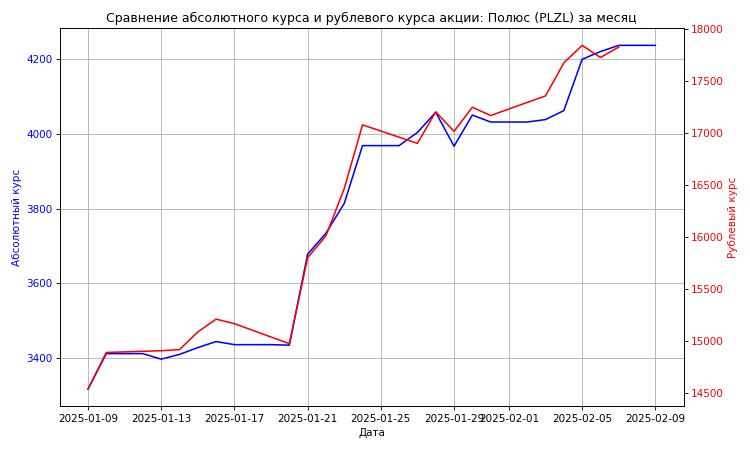 Сравнение абсолютного курса и рублевого курса акции: Полюс (PLZL) за месяц
4200
4000
3800
3600
3400
Абсолютный курс
18000
17500
17000
16500
16000
15500
15000
14500
Рублевый курс
2025-01-09 2025-01-13 2025-01-17 2025-01-21 2025-01-25 2025-01-29 2025-02-01 2025-02-05 2025-02-09
Дата